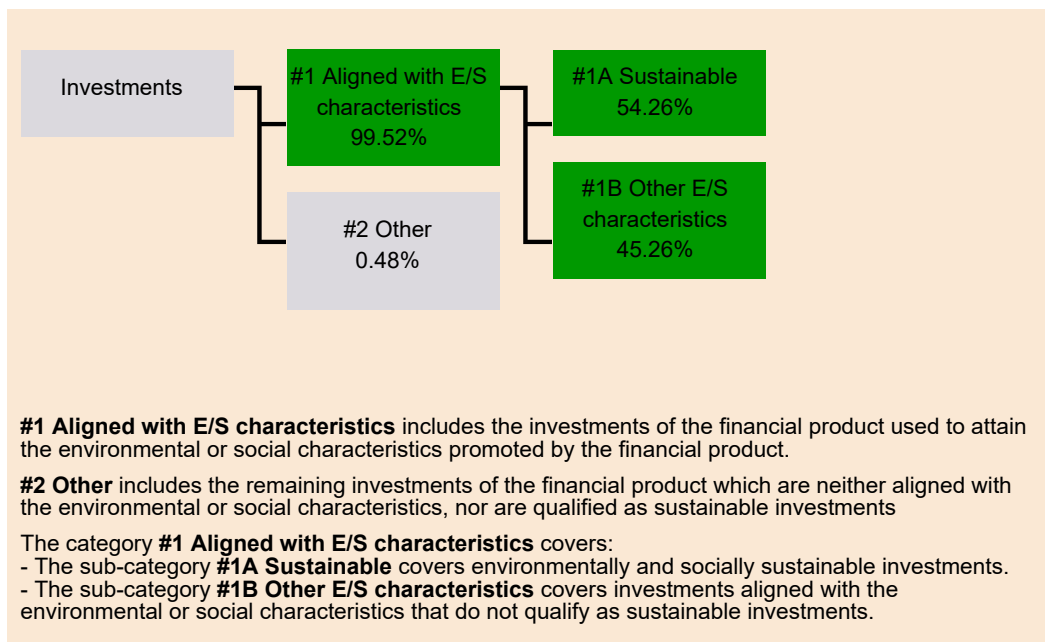 Investments
#1 Aligned with E/S
characteristics
99.52%
#1A Sustainable
54.26%
#2 Other
0.48%
#1B Other E/S
characteristics
45.26%
#1 Aligned with E/S characteristics includes the investments of the financial product used to attain
the environmental or social characteristics promoted by the financial product.
#2 Other includes the remaining investments of the financial product which are neither aligned with
the environmental or social characteristics, nor are qualified as sustainable investments
The category #1 Aligned with E/S characteristics covers:
- The sub-category #1A Sustainable covers environmentally and socially sustainable investments.
- The sub-category #1B Other E/S characteristics covers investments aligned with the
environmental or social characteristics that do not qualify as sustainable investments.